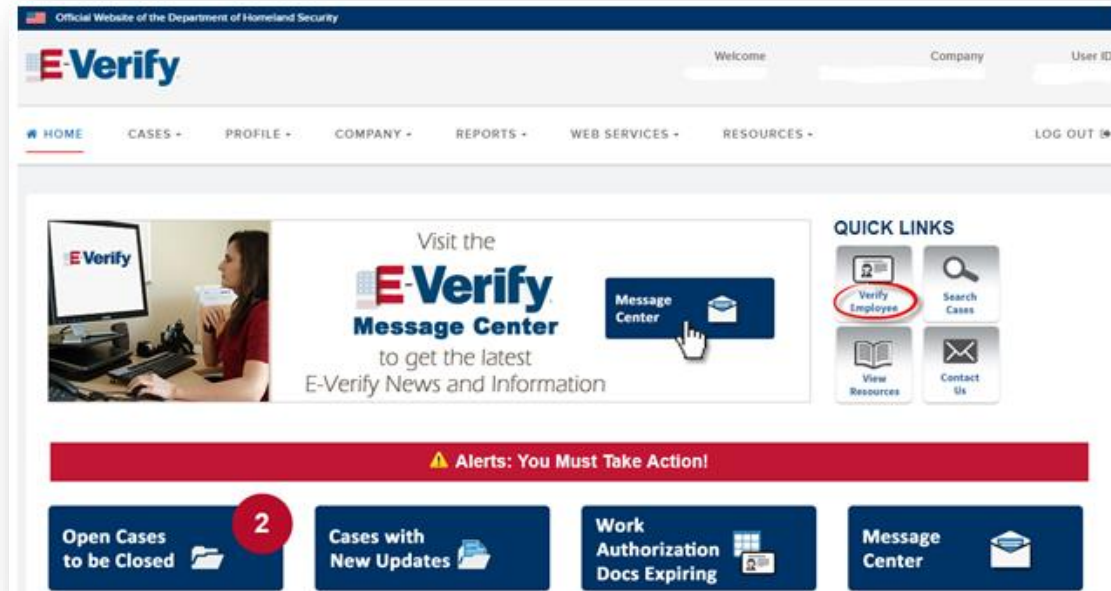 Official Website of the Department of Homeland Security
E-Verify
Welcome
Company
User ID
HOME
CASES
PROFILE
COMPANY
REPORTS
WEB SERVICES
RESOURCES
LOG OUT
E-Verify
Visit the
E-Verify
Message Center
to get the latest
E-Verify News and Information
Message
Center
QUICK LINKS
Verify
Employee
Search
Cases
View
Resources
Contact
Us
Alerts: You Must Take Action!
Open Cases
to be Closed
2
Cases with
New Updates
Work
Authorization
Docs Expiring
Message
Center